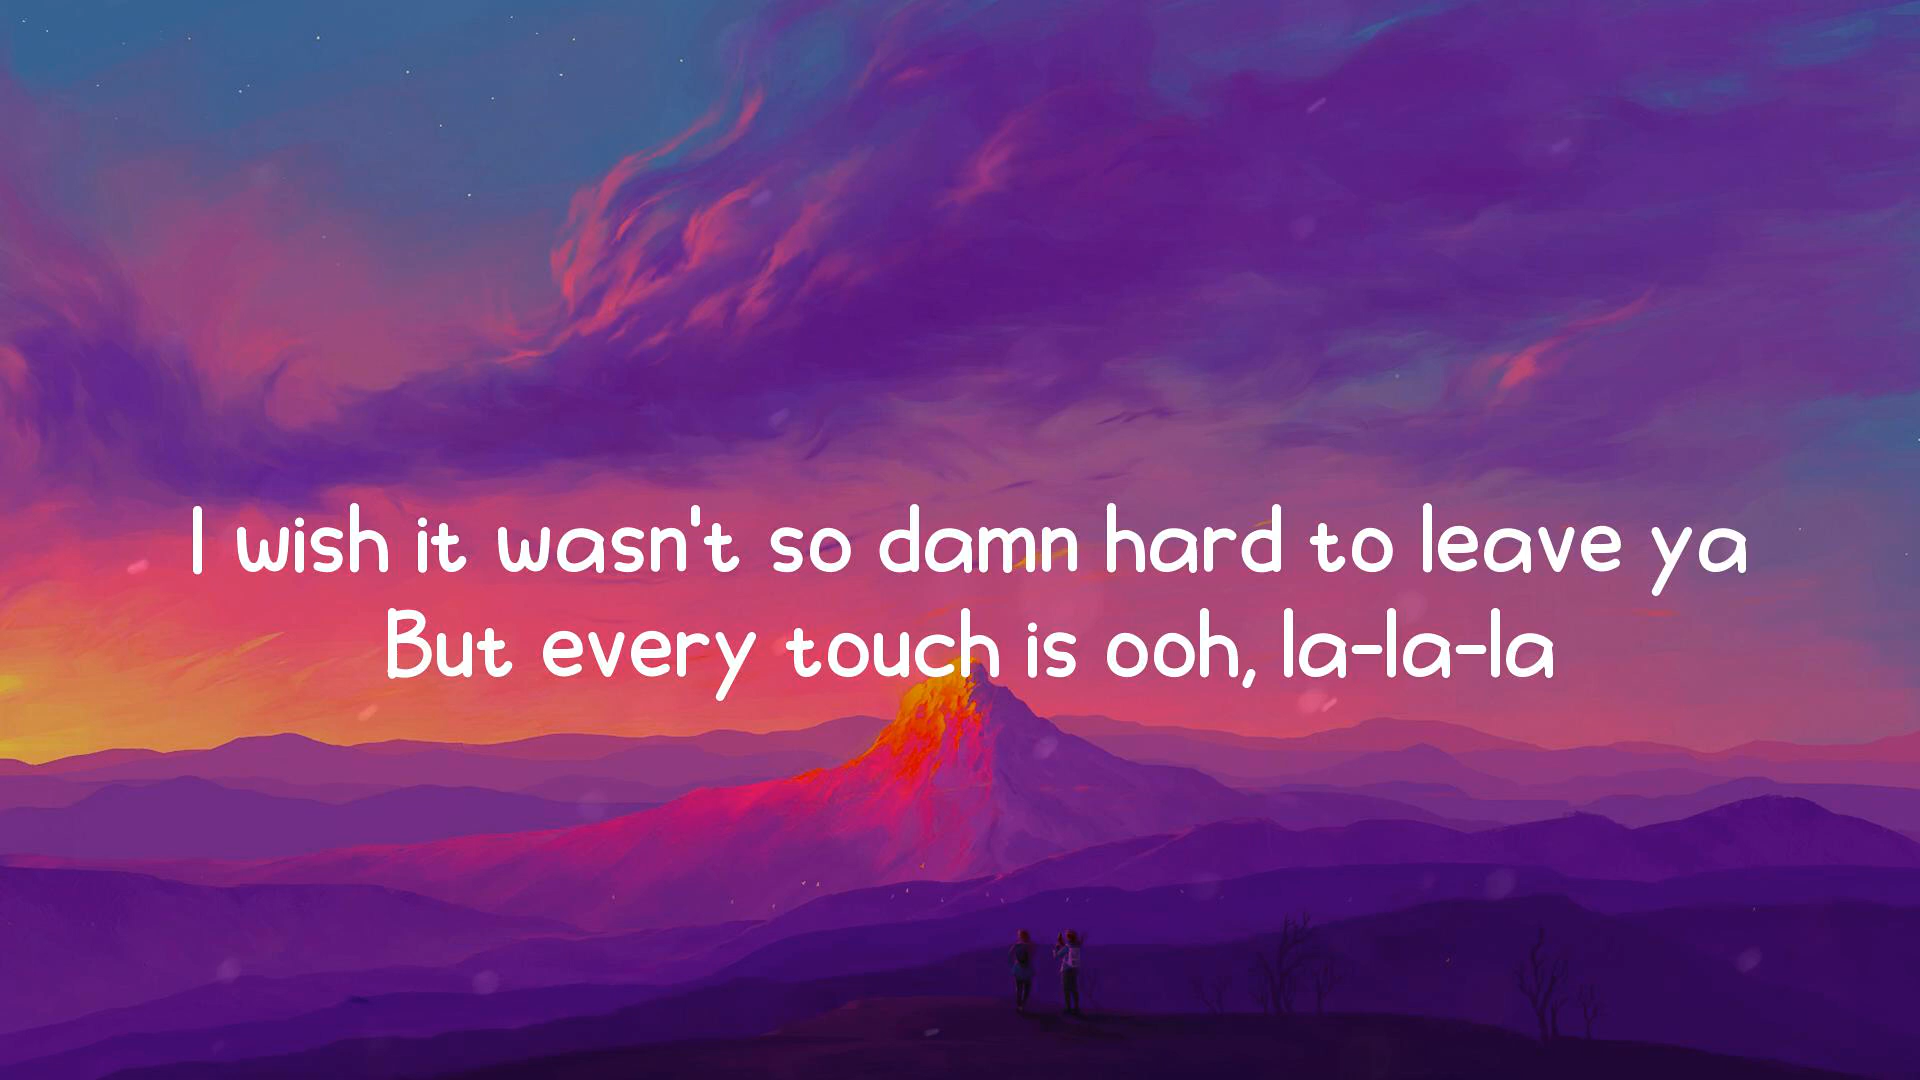 I wish it wasn't so damn hard to leave ya
But every touch is ooh, la-la-la